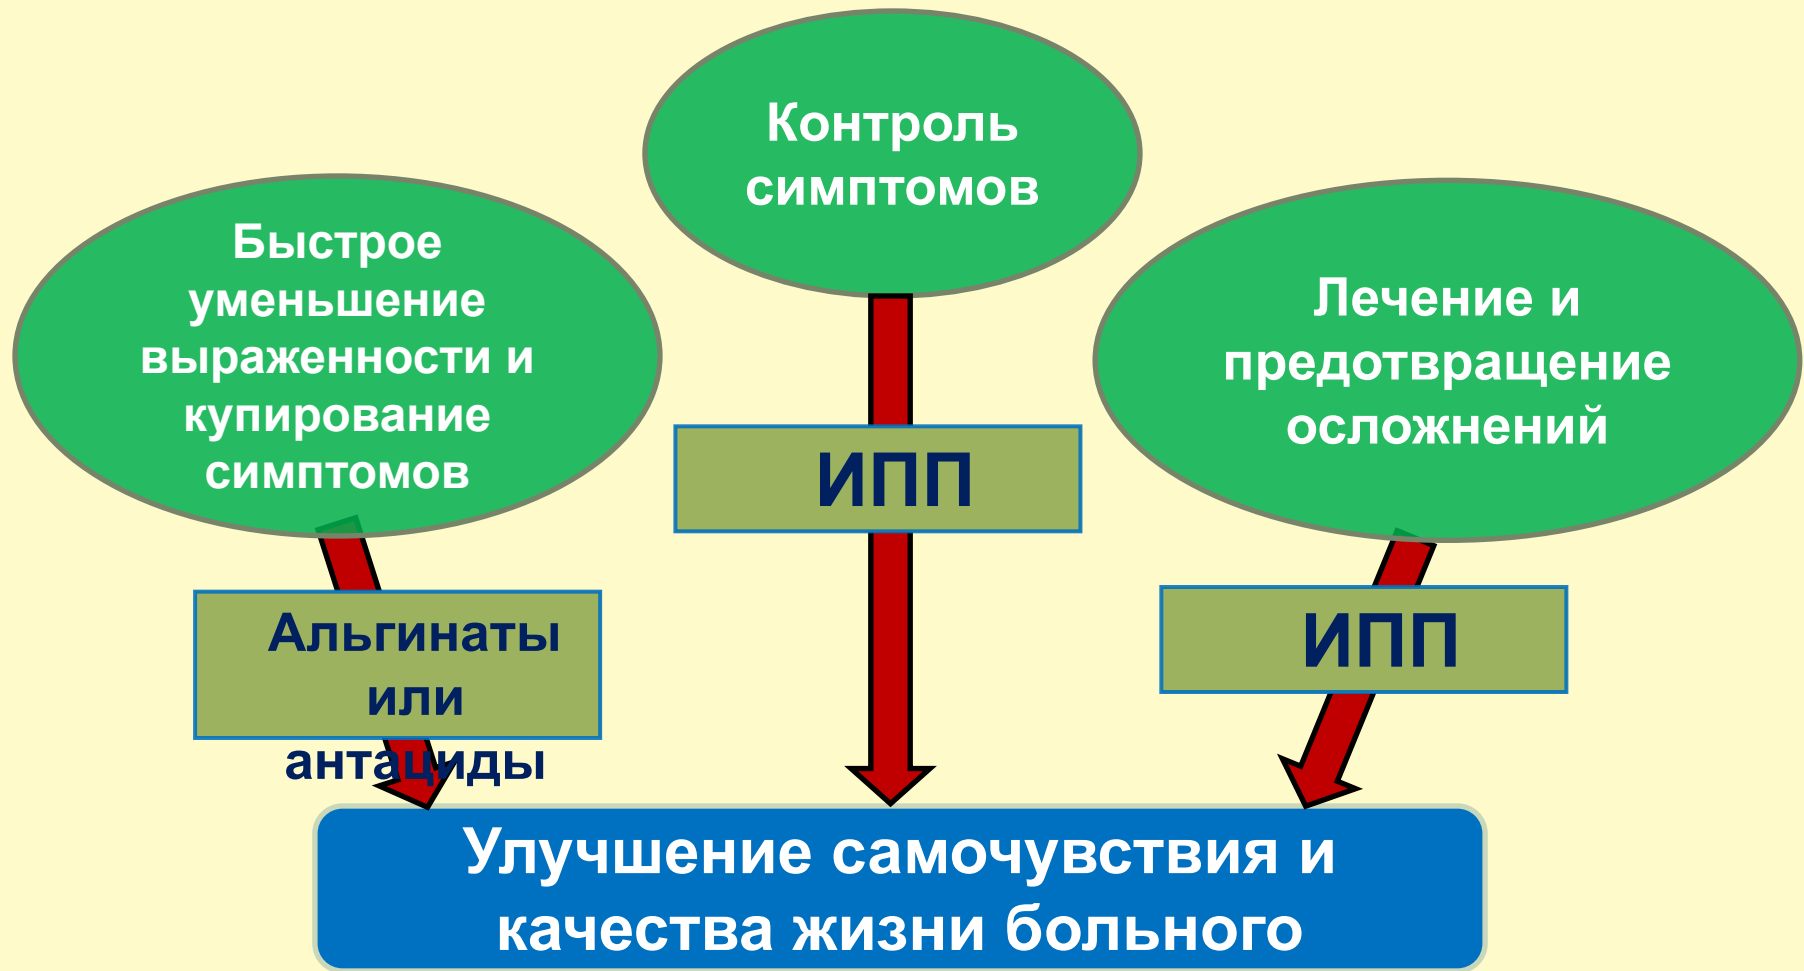 Контроль
симптомов
Быстрое
уменьшение
выраженности и
купирование
симптомов
Лечение и
предотвращение
осложнений
ИПП
Альгинаты
или
антациды
ИПП
Улучшение самочувствия и
качества жизни больного